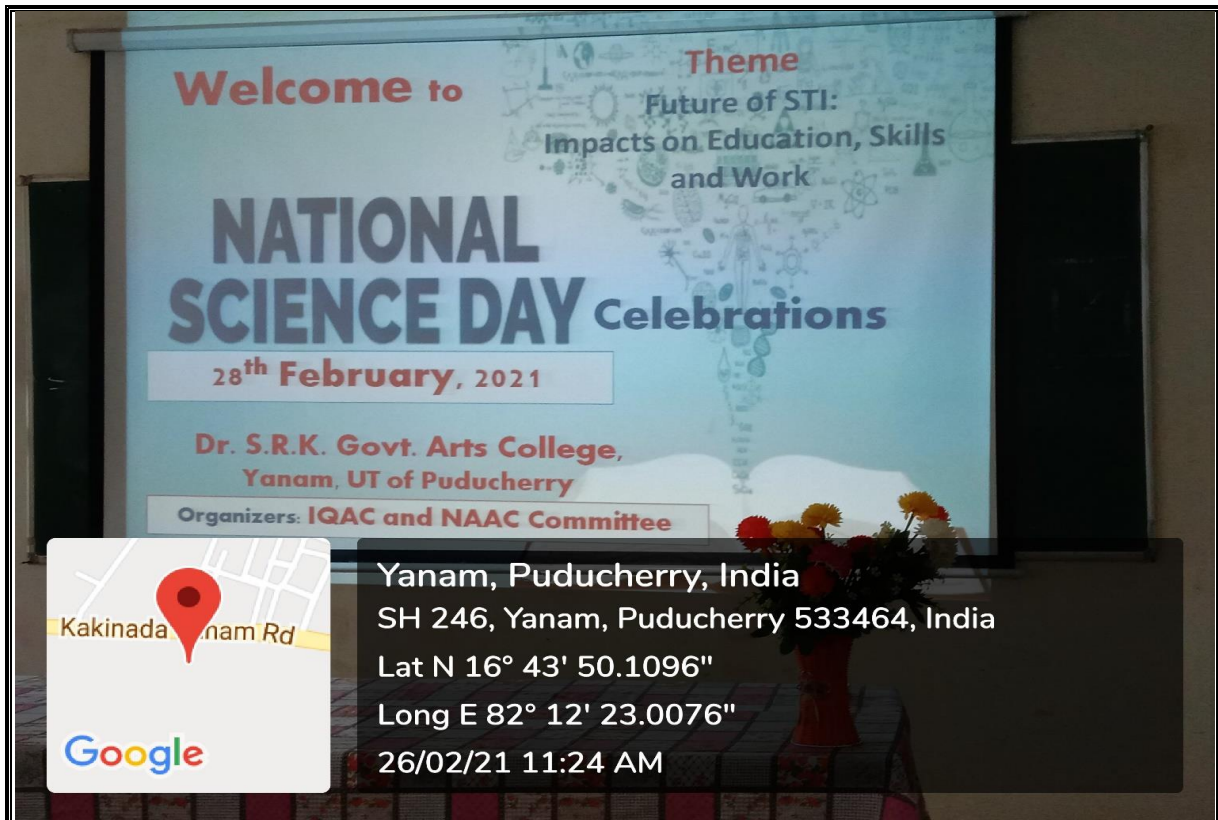 Welcome to
Theme
Future of STI:
Impacts on Education, Skills
and Work
NATIONAL
SCIENCE DAY Celebrations
28th February, 2021
Dr. S.R.K. Govt. Arts College,
Yanam, UT of Puducherry
Organizers: IQAC and NAAC Committee
Kakinada nam Rd
Google
Yanam, Puducherry, India
SH 246, Yanam, Puducherry 533464, India
Lat N 16° 43' 50.1096"
Long E 82° 12' 23.0076"
26/02/21 11:24 AM